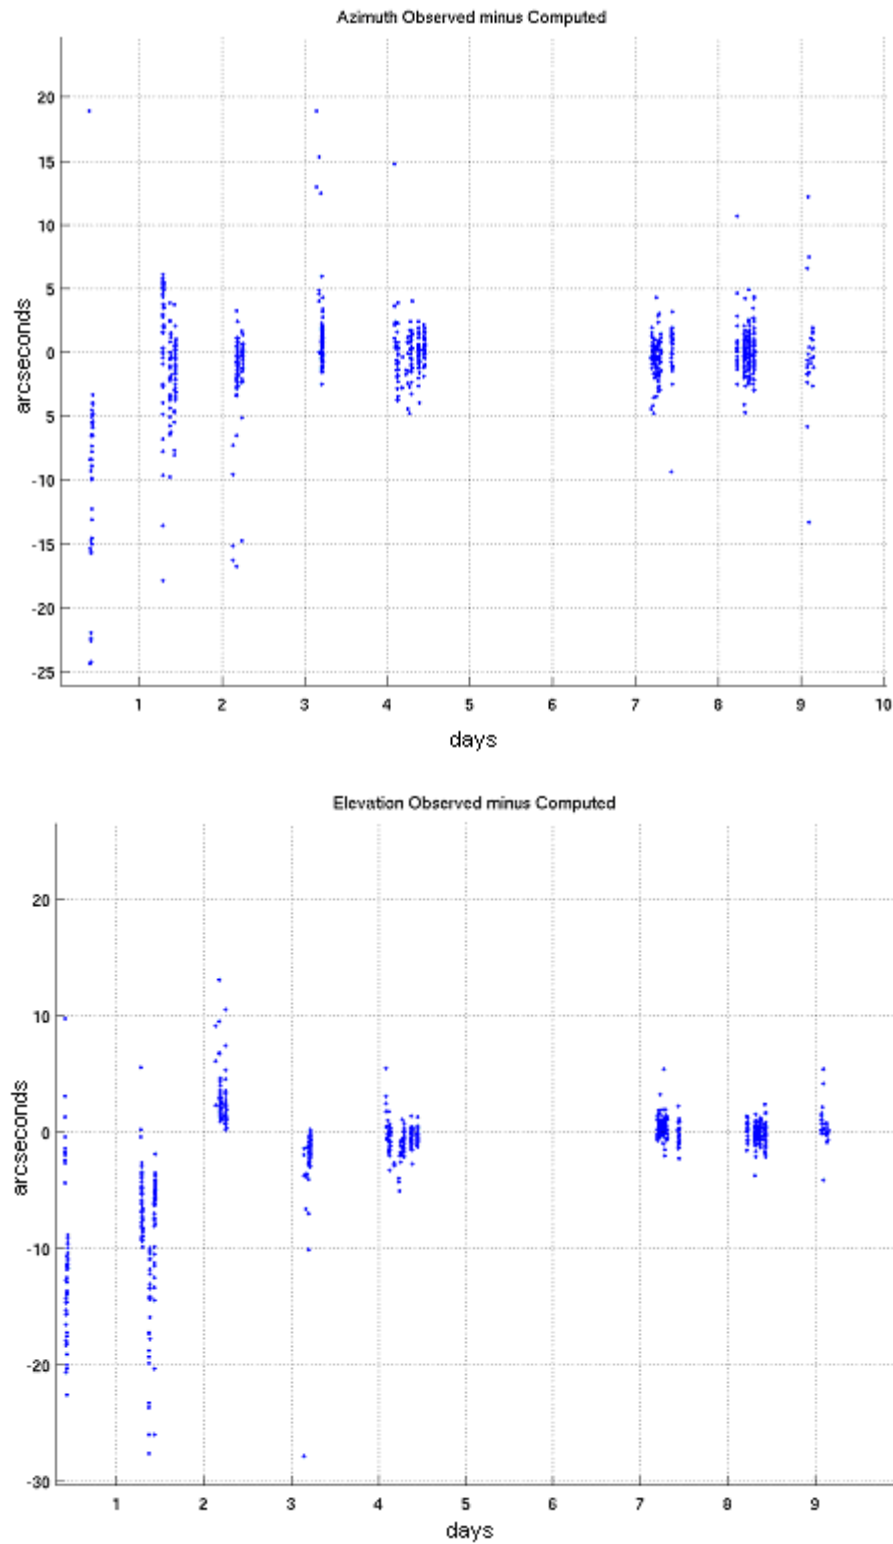 Azimuth Observed minus Computed
20
15
10
5
0
5
-10
-15
-20
-25
arcseconds
1 2 3 4 5 6 7 8 9 10
days
Elevation Observed minus Computed
20
10
0
-10
-20
-30
arcseconds
1 2 3 4 5 6 7 8 9
days